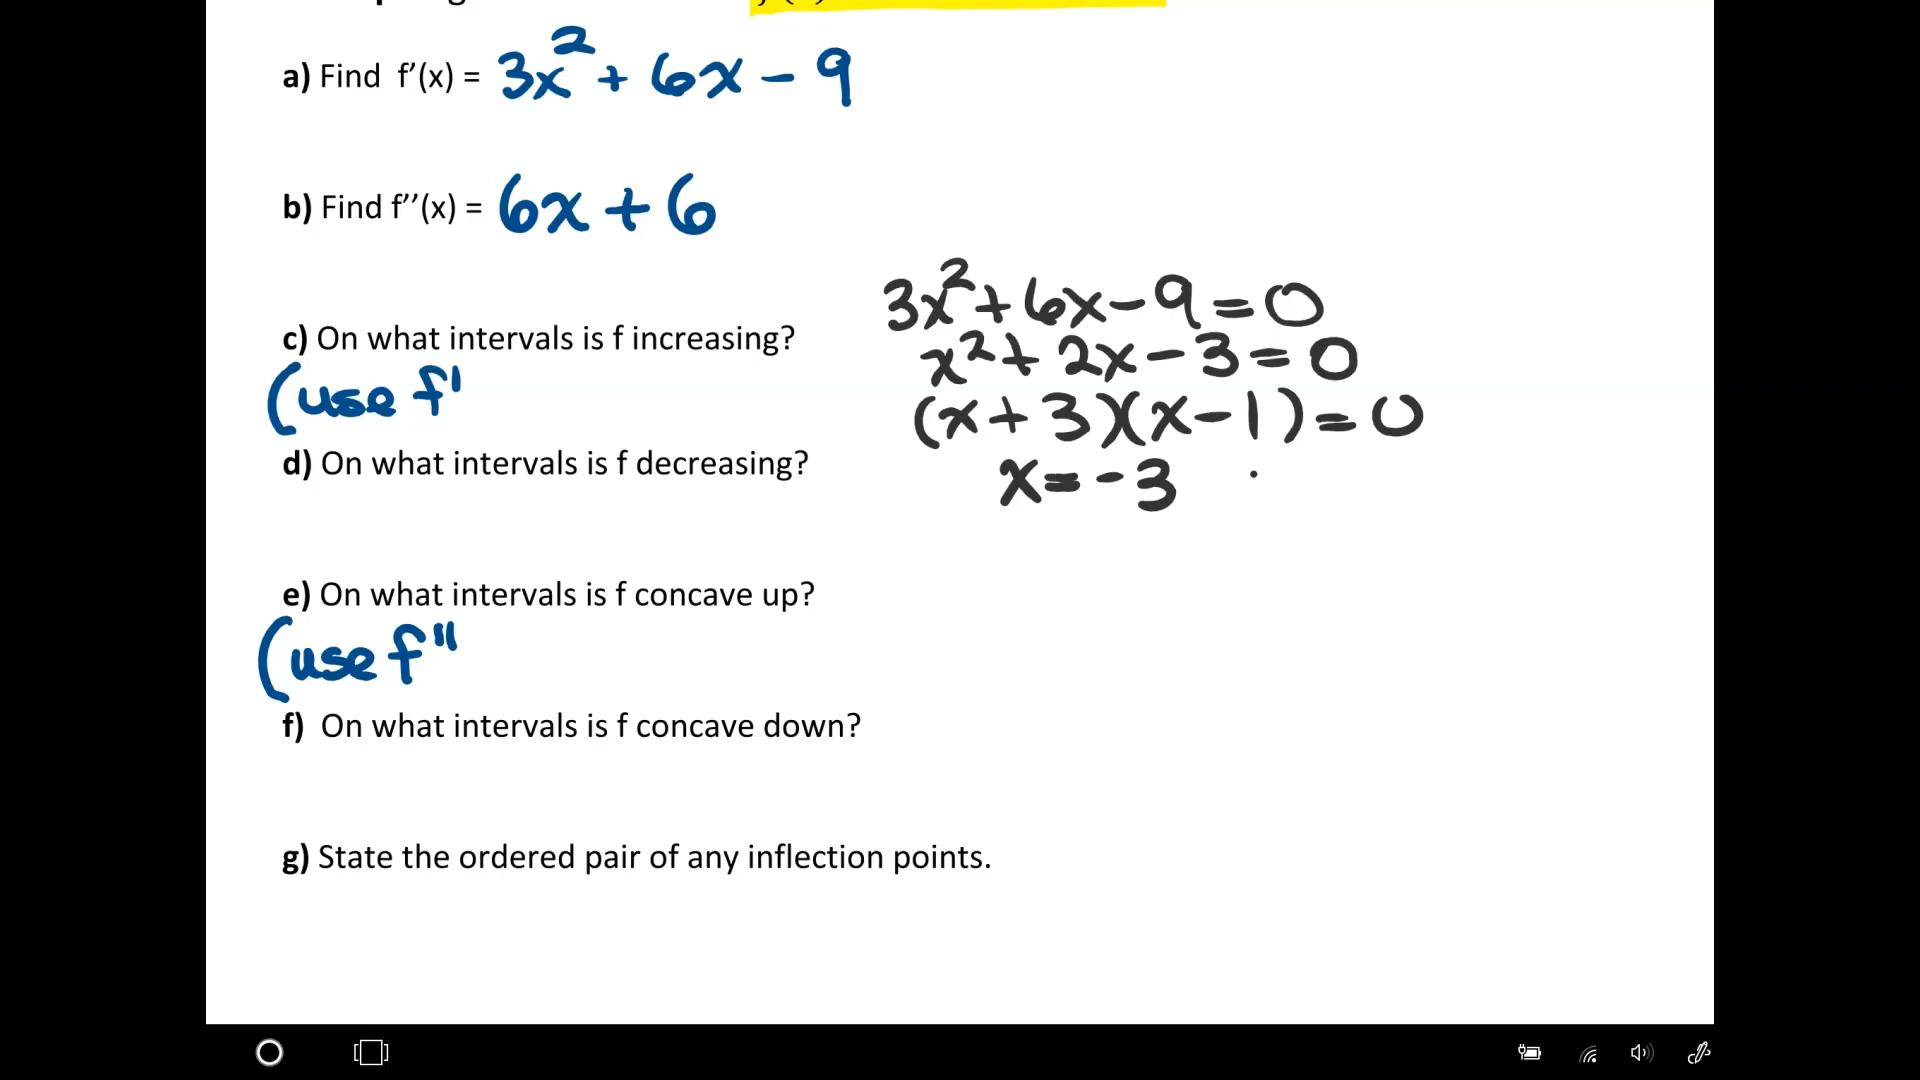 a) Find f’(x) = 3x² + 6x - 9
b) Find f’’(x) = 6x + 6
3x² + 6x - 9 = 0
c) On what intervals is f increasing?
x² + 2x - 3 = 0
(use f'
(x + 3)(x - 1) = 0
d) On what intervals is f decreasing?
x = -3
e) On what intervals is f concave up?
(use f"
f) On what intervals is f concave down?
g) State the ordered pair of any inflection points.